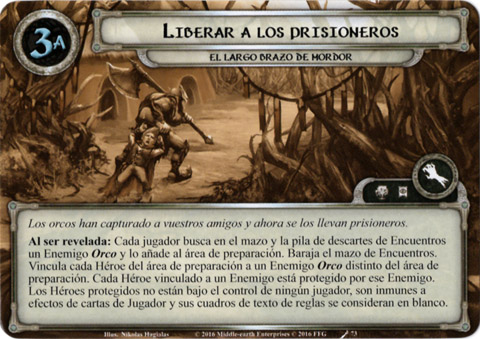 3A
LIBERAR A LOS PRISIONEROS
EL LARGO BRAZO DE MORDOR
Los orcos han capturado a vuestros amigos y ahora se los llevan prisioneros.
Al ser revelada: Cada jugador busca en el mazo y la pila de descartes de Encuentros
un Enemigo Orco y lo añade al área de preparación. Baraja el mazo de Encuentros.
Vincula cada Héroe del área de preparación a un Enemigo Orco distinto del área de
preparación. Cada Héroe vinculado a un Enemigo está protegido por ese Enemigo.
Los Héroes protegidos no están bajo el control de ningún jugador, son inmunes a
efectos de cartas de Jugador y sus cuadros de texto de reglas se consideran en blanco.
Illus. Nikolas Hagialas © 2016 Middle-earth Enterprises © 2016 FFG 73